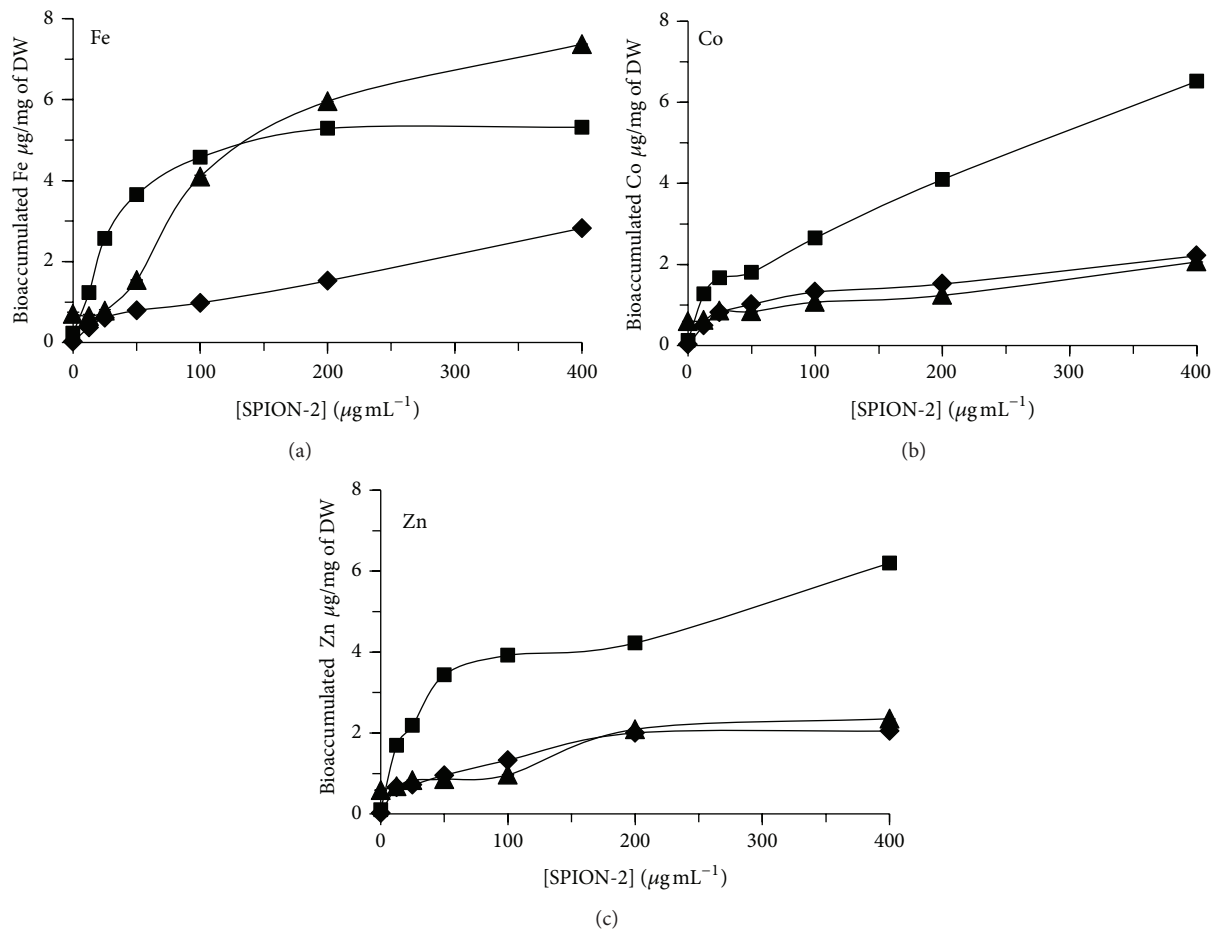 8
6
4
2
0
Bioaccumulated Fe μg/mg of DW
Fe
0 100 200 300 400
[SPION-2] (μg mL⁻¹)
(a)
8
6
4
2
0
Bioaccumulated Co μg/mg of DW
Co
0 100 200 300 400
[SPION-2] (μg mL⁻¹)
(b)
8
6
4
2
0
Bioaccumulated Zn μg/mg of DW
Zn
0 100 200 300 400
[SPION-2] (μg mL⁻¹)
(c)